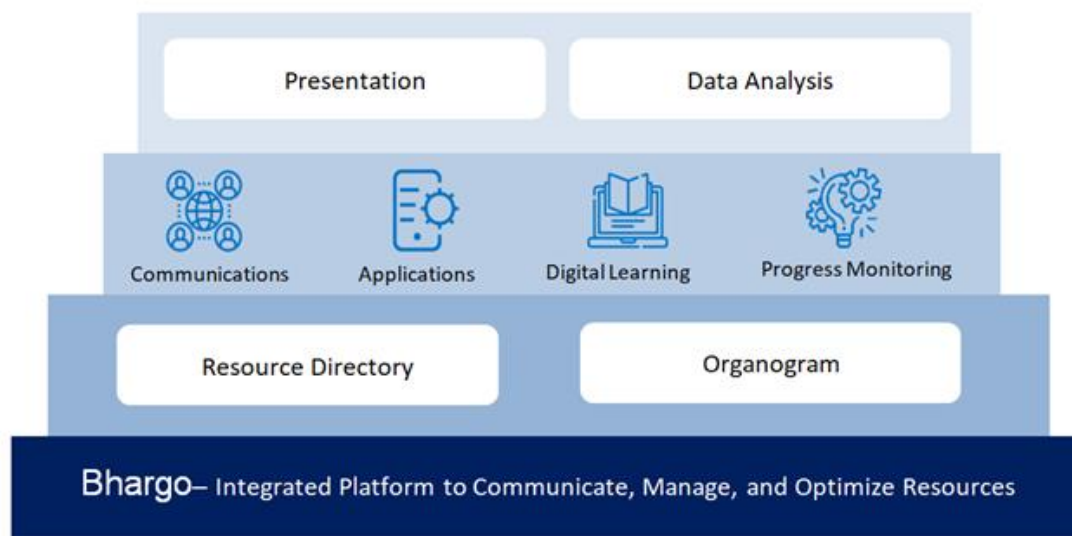 Presentation
Data Analysis
Communications
Applications
Digital Learning
Progress Monitoring
Resource Directory
Organogram
Bhargo– Integrated Platform to Communicate, Manage, and Optimize Resources